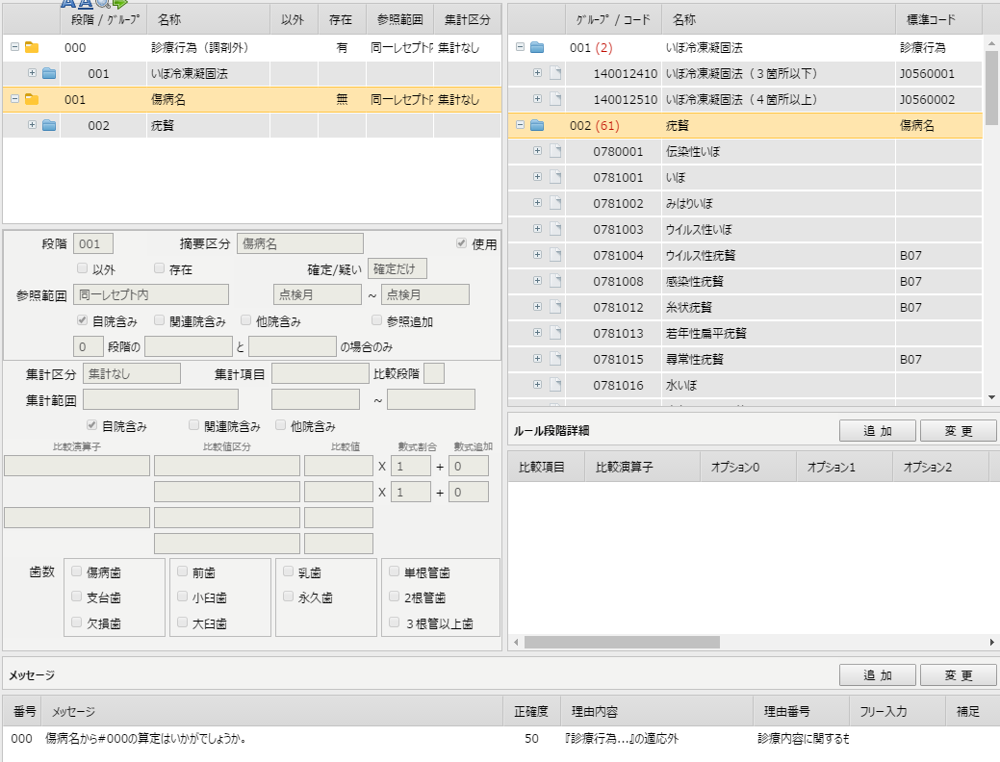 段階 / ｸﾞﾙｰﾌﾟ 名称 以外 存在 参照範囲 集計区分
000 診療行為（調剤外） 有 同一レセプト内 集計なし
001 いぼ冷凍凝固法
001 傷病名 無 同一レセプト内 集計なし
002 疣贅
段階 001 摘要区分 傷病名 使用
以外 存在 確定/疑い 確定だけ
参照範囲 同一レセプト内 点検月 ~ 点検月
自院含み 関連院含み 他院含み 参照追加
0 段階の と の場合のみ
集計区分 集計なし 集計項目 比較段階
集計範囲 ~
自院含み 関連院含み 他院含み
比較演算子 比較値区分 比較値 數式割合 數式追加
X 1 + 0
X 1 + 0
歯数 傷病歯 前歯 乳歯 単根管歯
支台歯 小臼歯 永久歯 2根管歯
欠損歯 大臼歯 ３根管以上歯
ｸﾞﾙｰﾌﾟ / コード 名称 標準コード
001 (2) いぼ冷凍凝固法 診療行為
140012410 いぼ冷凍凝固法（３箇所以下） J0560001
140012510 いぼ冷凍凝固法（４箇所以上） J0560002
002 (61) 疣贅 傷病名
0780001 伝染性いぼ
0781001 いぼ
0781002 みはりいぼ
0781003 ウイルス性いぼ
0781004 ウイルス性疣贅 B07
0781008 感染性疣贅 B07
0781012 糸状疣贅 B07
0781013 若年性扁平疣贅
0781015 尋常性疣贅 B07
0781016 水いぼ
ルール段階詳細 追 加 変 更
比較項目 比較演算子 オプション0 オプション1 オプション2
メッセージ 追 加 変 更
番号 メッセージ 正確度 理由内容 理由番号 フリー入力 補足
000 傷病名から#000の算定はいかがでしょうか。 50 『診療行為...』の適応外 診療内容に関するも